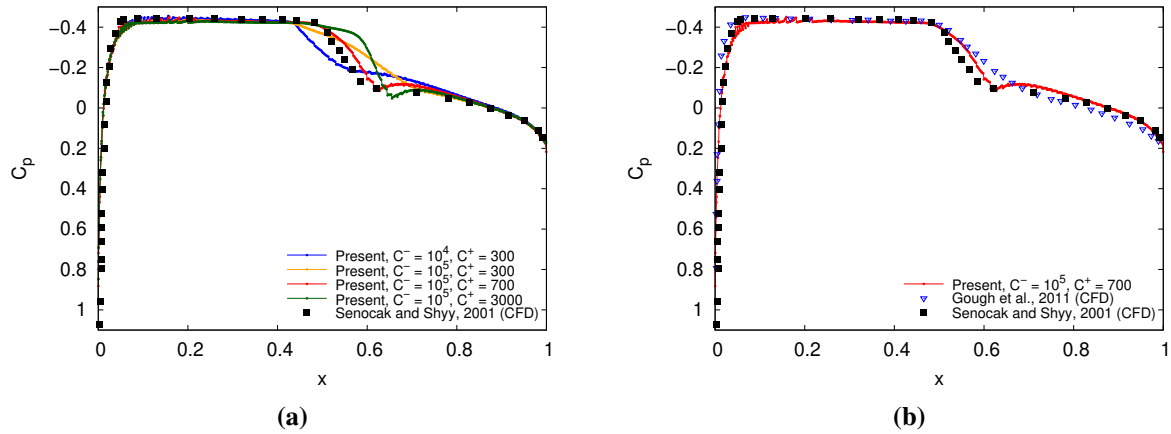 −0.4
−0.2
0
0.2
0.4
0.6
0.8
1
C_p
0 0.2 0.4 0.6 0.8 1
x
Present, C⁻ = 10⁴, C⁺ = 300
Present, C⁻ = 10⁵, C⁺ = 300
Present, C⁻ = 10⁵, C⁺ = 700
Present, C⁻ = 10⁵, C⁺ = 3000
Senocak and Shyy, 2001 (CFD)
(a)
−0.4
−0.2
0
0.2
0.4
0.6
0.8
1
C_p
0 0.2 0.4 0.6 0.8 1
x
Present, C⁻ = 10⁵, C⁺ = 700
Gough et al., 2011 (CFD)
Senocak and Shyy, 2001 (CFD)
(b)